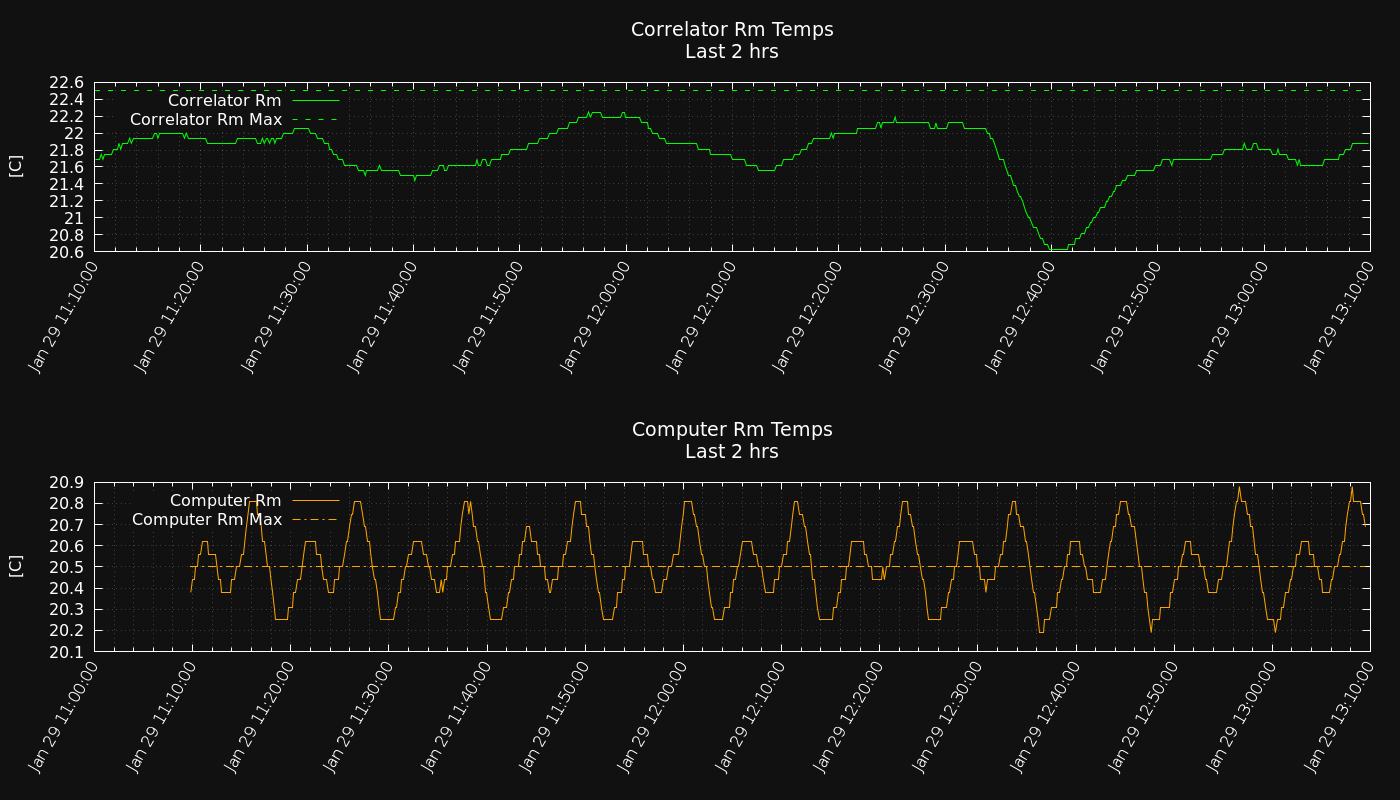 Correlator Rm Temps
Last 2 hrs
[C]
22.6
22.4
22.2
22
21.8
21.6
21.4
21.2
21
20.8
20.6
Correlator Rm
Correlator Rm Max
Jan 29 11:10:00
Jan 29 11:20:00
Jan 29 11:30:00
Jan 29 11:40:00
Jan 29 11:50:00
Jan 29 12:00:00
Jan 29 12:10:00
Jan 29 12:20:00
Jan 29 12:30:00
Jan 29 12:40:00
Jan 29 12:50:00
Jan 29 13:00:00
Jan 29 13:10:00
Computer Rm Temps
Last 2 hrs
[C]
20.9
20.8
20.7
20.6
20.5
20.4
20.3
20.2
20.1
Computer Rm
Computer Rm Max
Jan 29 11:00:00
Jan 29 11:10:00
Jan 29 11:20:00
Jan 29 11:30:00
Jan 29 11:40:00
Jan 29 11:50:00
Jan 29 12:00:00
Jan 29 12:10:00
Jan 29 12:20:00
Jan 29 12:30:00
Jan 29 12:40:00
Jan 29 12:50:00
Jan 29 13:00:00
Jan 29 13:10:00